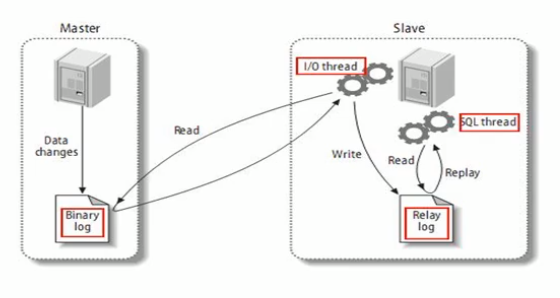 Master
Slave
I/O thread
SQL thread
Data
changes
Read
Write
Read
Replay
Binary
log
Relay
log